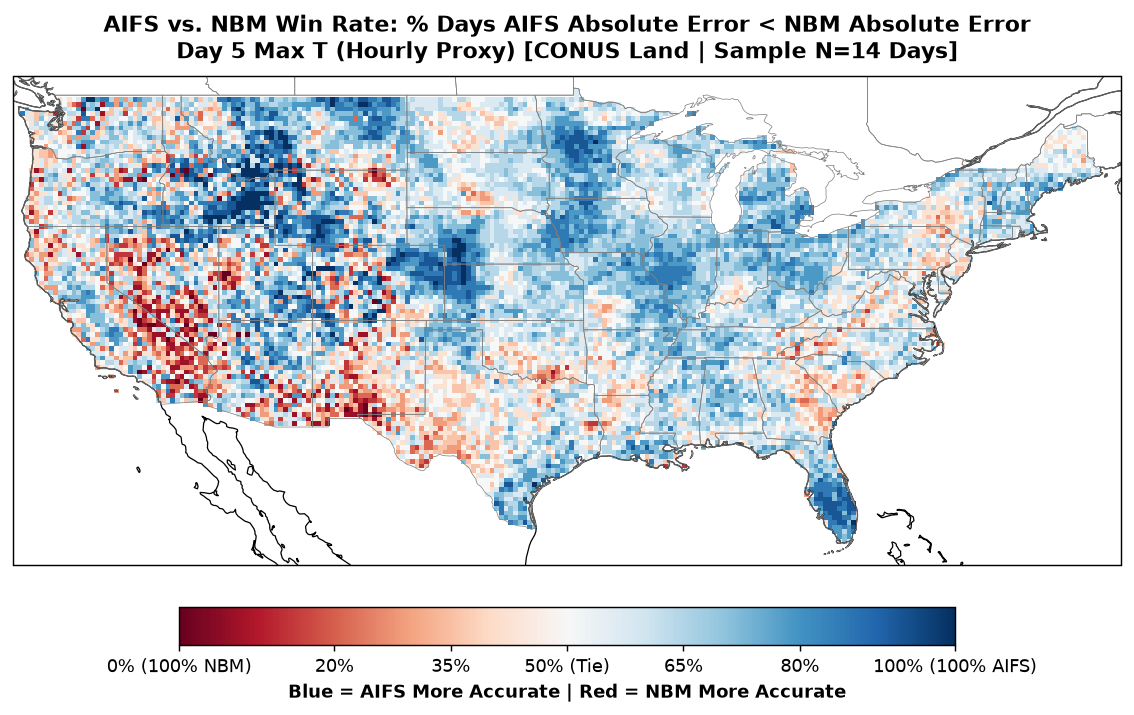 AIFS vs. NBM Win Rate: % Days AIFS Absolute Error < NBM Absolute Error
Day 5 Max T (Hourly Proxy) [CONUS Land | Sample N=14 Days]
0% (100% NBM) 20% 35% 50% (Tie) 65% 80% 100% (100% AIFS)
Blue = AIFS More Accurate | Red = NBM More Accurate